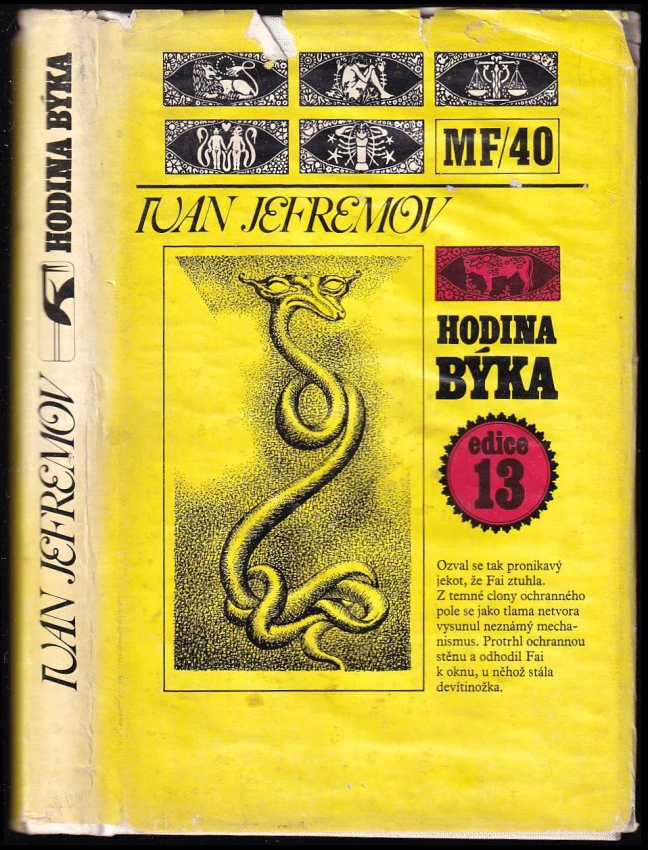 HODINA BÝKA
IVAN JEFREMOV
MF/40
IVAN JEFREMOV
HODINA
BÝKA
edice
13
Ozval se tak pronikavý
jekot, že Fai ztuhla.
Z temné clony ochranného
pole se jako tlama netvora
vysunul neznámý mecha-
nismus. Protrhl ochrannou
stěnu a odhodil Fai
k oknu, u něhož stála
devítinožka.